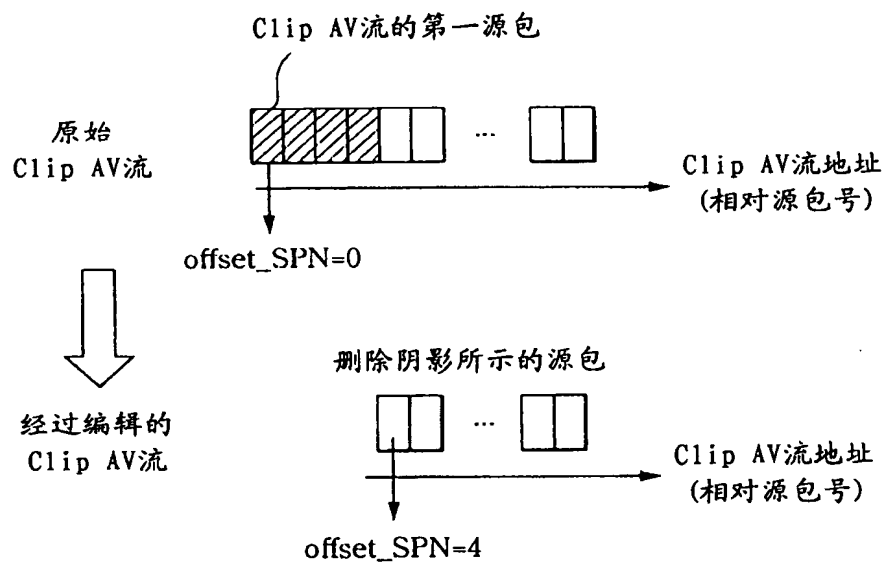 Clip AV流的第一源包
原始
Clip AV流
...
Clip AV流地址
(相对源包号)
offset_SPN=0
删除阴影所示的源包
经过编辑的
Clip AV流
...
Clip AV流地址
(相对源包号)
offset_SPN=4